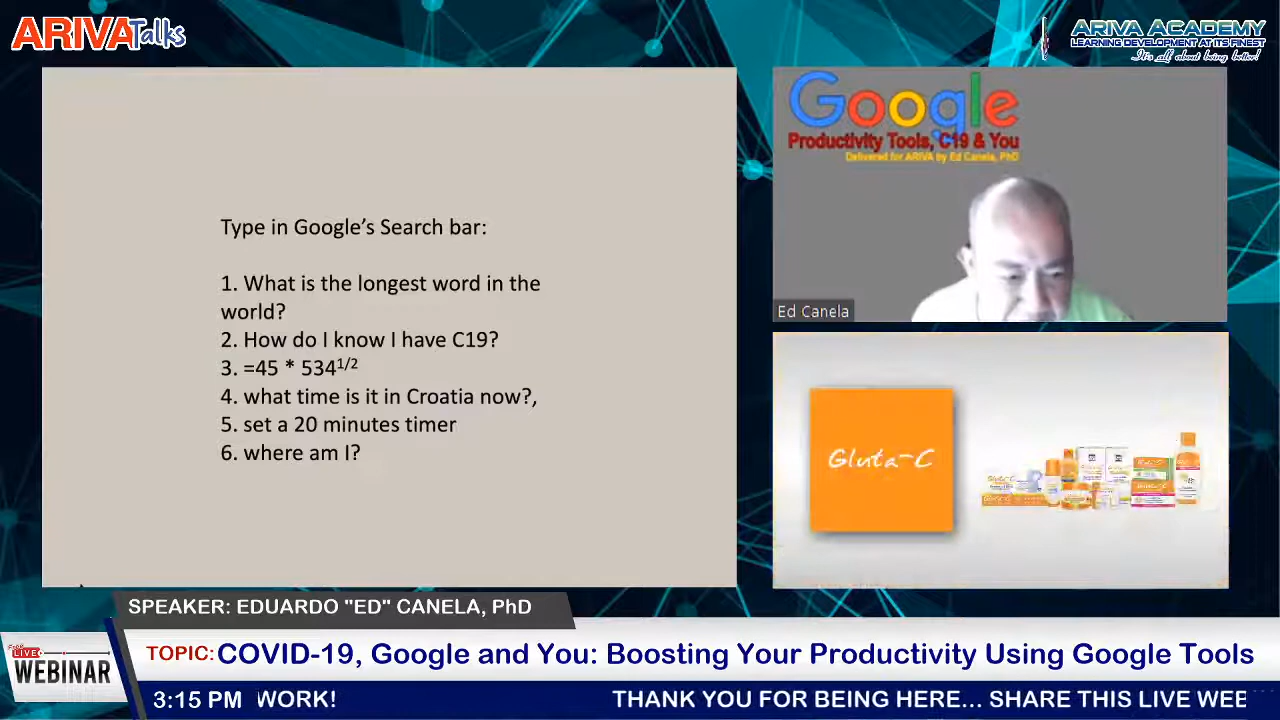 ARIVATalks
ARIVA ACADEMY
LEARNING DEVELOPMENT AT ITS FINEST
It's all about being better!
Type in Google's Search bar:
1. What is the longest word in the
world?
2. How do I know I have C19?
3. =45 * 534^1/2
4. what time is it in Croatia now?,
5. set a 20 minutes timer
6. where am I?
Google
Productivity Tools, C19 & You
Delivered for ARIVA by Ed Canela, PhD
Ed Canela
Gluta-C
SPEAKER: EDUARDO "ED" CANELA, PhD
Free
LIVE
WEBINAR
TOPIC: COVID-19, Google and You: Boosting Your Productivity Using Google Tools
3:15 PM WORK! THANK YOU FOR BEING HERE... SHARE THIS LIVE WEB